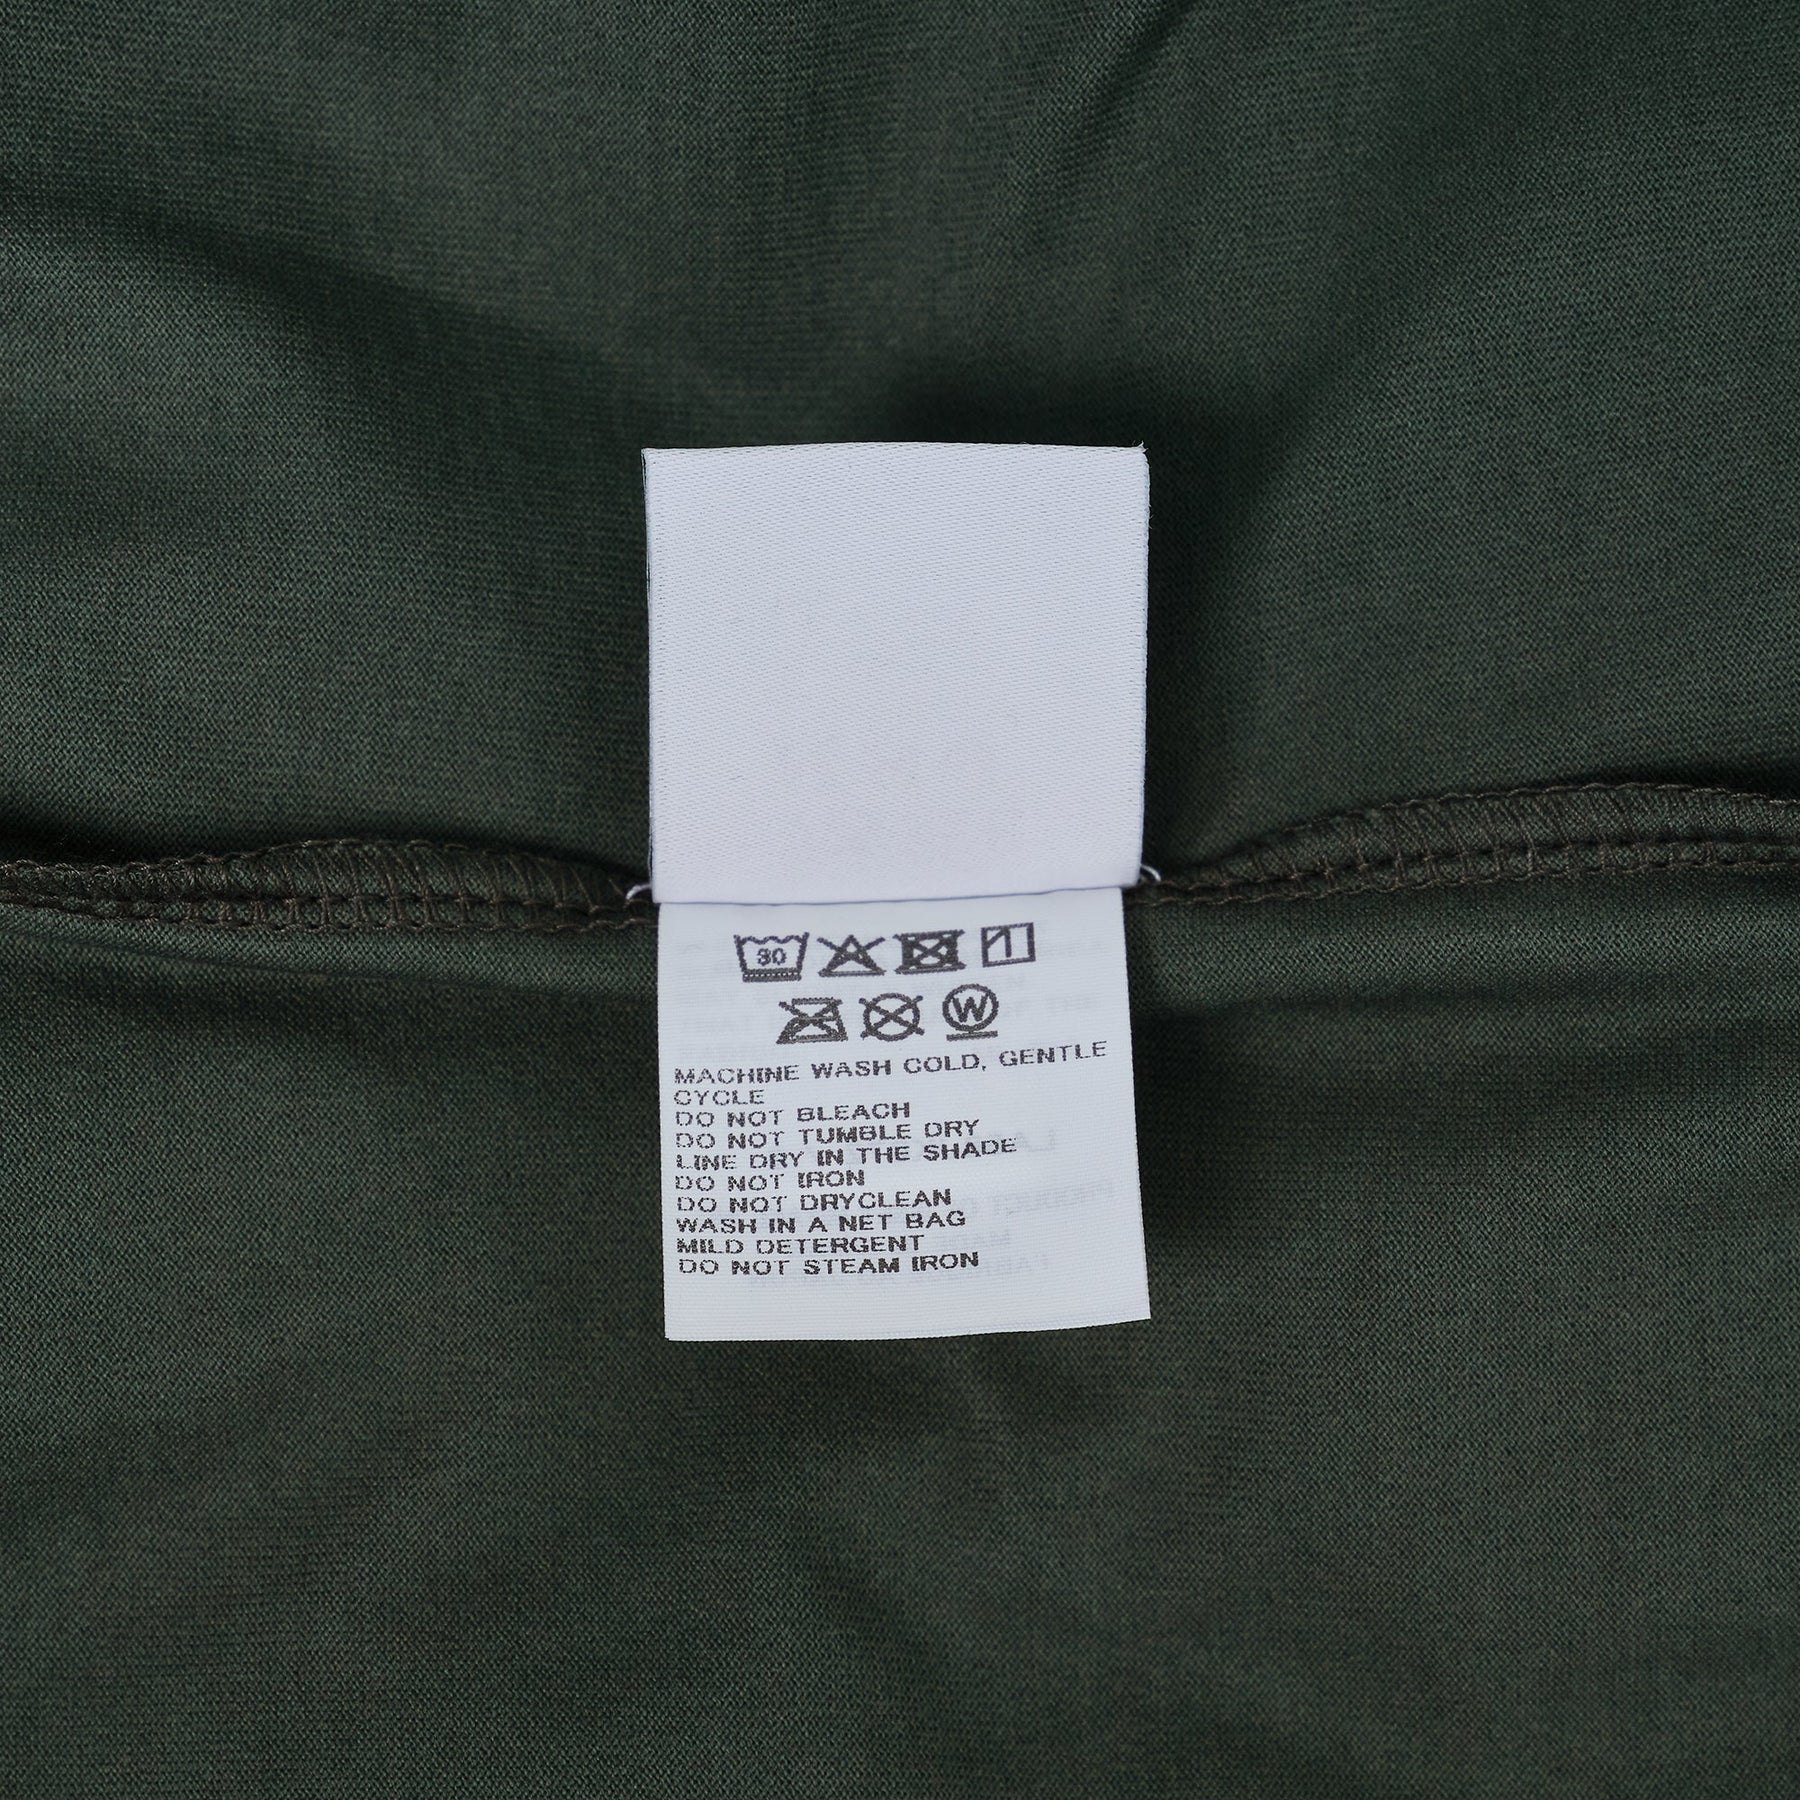 30
W
MACHINE WASH COLD, GENTLE
CYCLE
DO NOT BLEACH
DO NOT TUMBLE DRY
LINE DRY IN THE SHADE
DO NOT IRON
DO NOT DRYCLEAN
WASH IN A NET BAG
MILD DETERGENT
DO NOT STEAM IRON